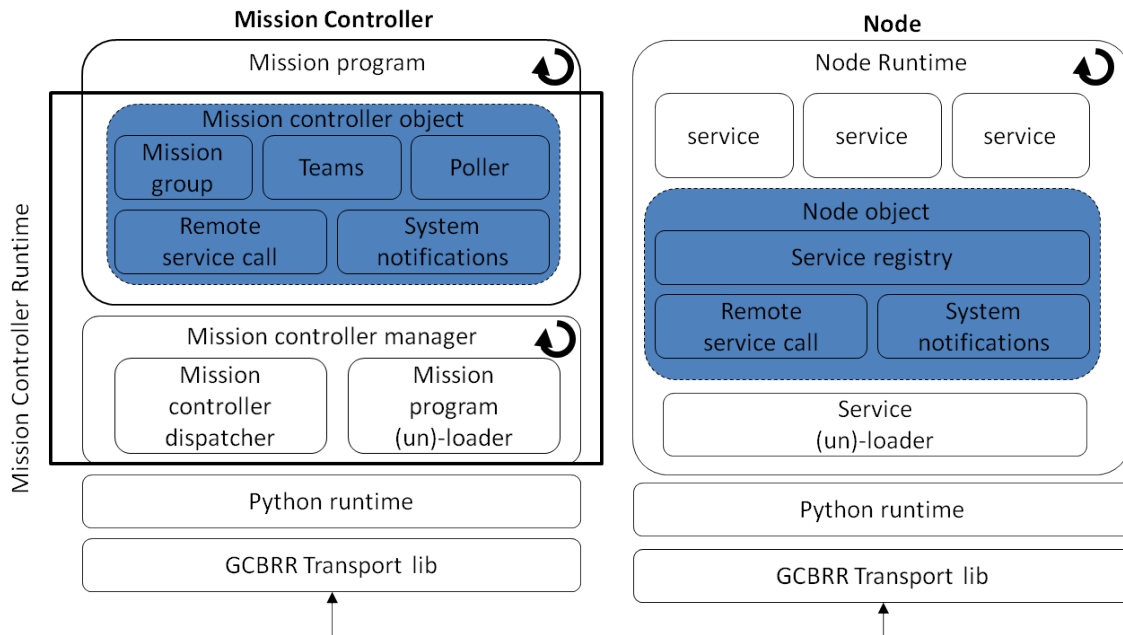 Mission Controller
Mission program
Mission controller object
Mission
group
Teams
Poller
Remote
service call
System
notifications
Mission Controller Runtime
Mission controller manager
Mission
controller
dispatcher
Mission
program
(un)-loader
Python runtime
GCBRR Transport lib
Node
Node Runtime
service
service
service
Node object
Service registry
Remote
service call
System
notifications
Service
(un)-loader
Python runtime
GCBRR Transport lib